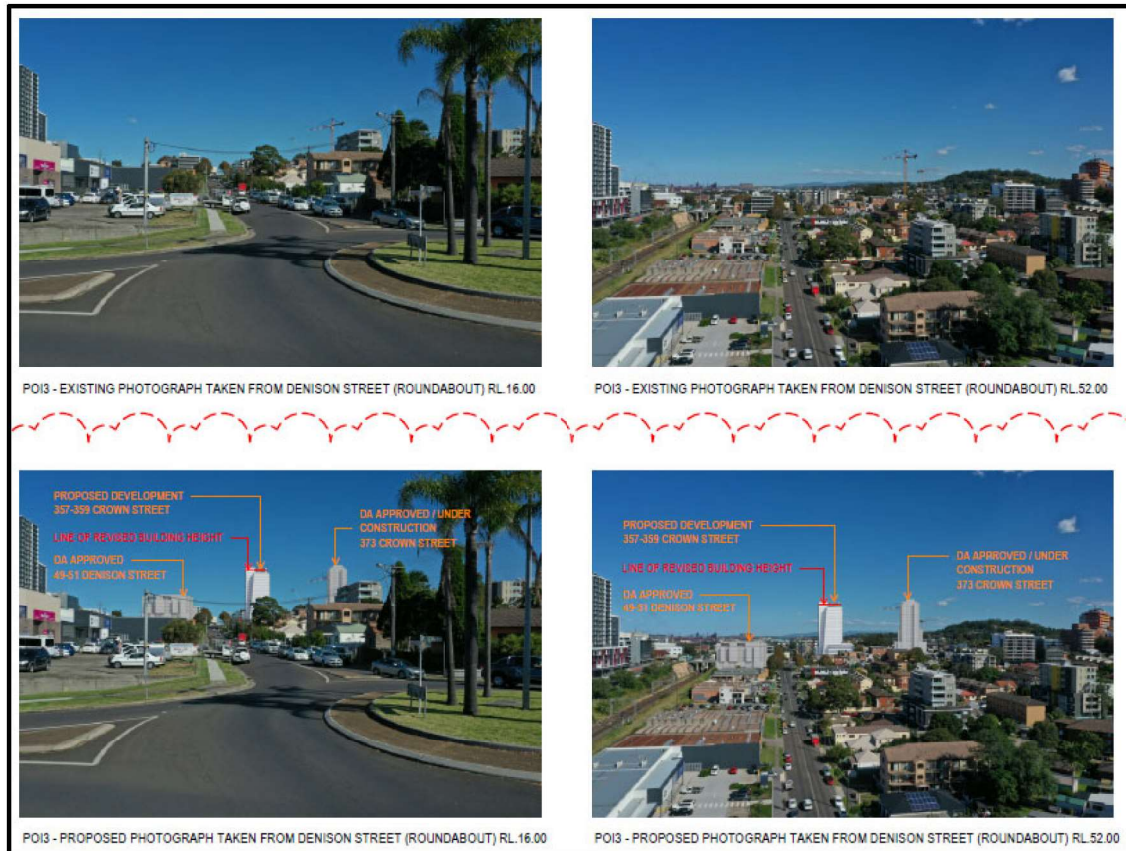 POI3 - EXISTING PHOTOGRAPH TAKEN FROM DENISON STREET (ROUNDABOUT) RL.16.00
POI3 - EXISTING PHOTOGRAPH TAKEN FROM DENISON STREET (ROUNDABOUT) RL.52.00
PROPOSED DEVELOPMENT
357-359 CROWN STREET
LINE OF REVISED BUILDING HEIGHT
DA APPROVED
49-51 DENISON STREET
DA APPROVED / UNDER
CONSTRUCTION
373 CROWN STREET
PROPOSED DEVELOPMENT
357-359 CROWN STREET
LINE OF REVISED BUILDING HEIGHT
DA APPROVED
49-51 DENISON STREET
DA APPROVED / UNDER
CONSTRUCTION
373 CROWN STREET
POI3 - PROPOSED PHOTOGRAPH TAKEN FROM DENISON STREET (ROUNDABOUT) RL.16.00
POI3 - PROPOSED PHOTOGRAPH TAKEN FROM DENISON STREET (ROUNDABOUT) RL.52.00